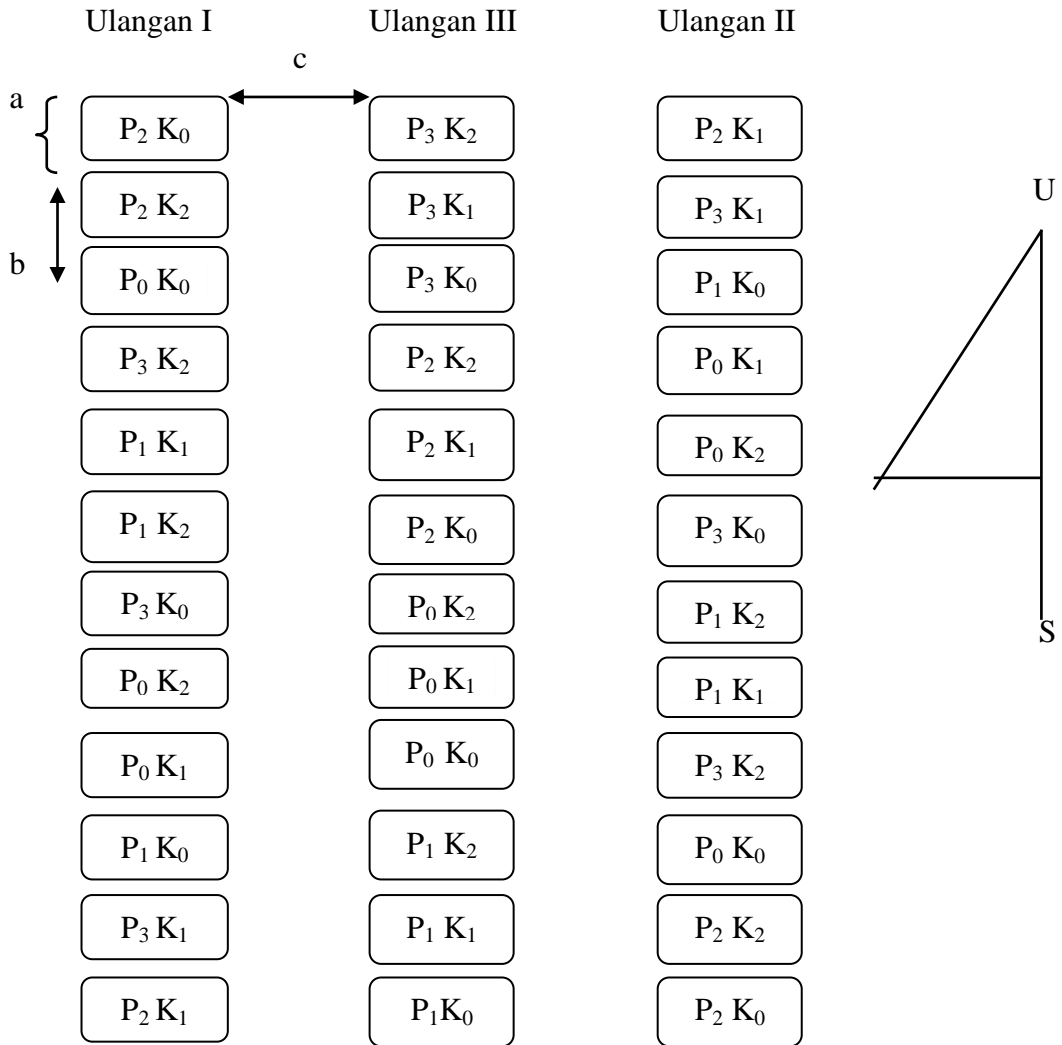 Ulangan I Ulangan III Ulangan II
c
a
P₂ K₀ P₃ K₂ P₂ K₁
U
P₂ K₂ P₃ K₁ P₃ K₁
b
P₀ K₀ P₃ K₀ P₁ K₀
P₃ K₂ P₂ K₂ P₀ K₁
P₁ K₁ P₂ K₁ P₀ K₂
P₁ K₂ P₂ K₀ P₃ K₀
P₃ K₀ P₀ K₂ P₁ K₂
S
P₀ K₂ P₀ K₁ P₁ K₁
P₀ K₁ P₀ K₀ P₃ K₂
P₁ K₀ P₁ K₂ P₀ K₀
P₃ K₁ P₁ K₁ P₂ K₂
P₂ K₁ P₁K₀ P₂ K₀